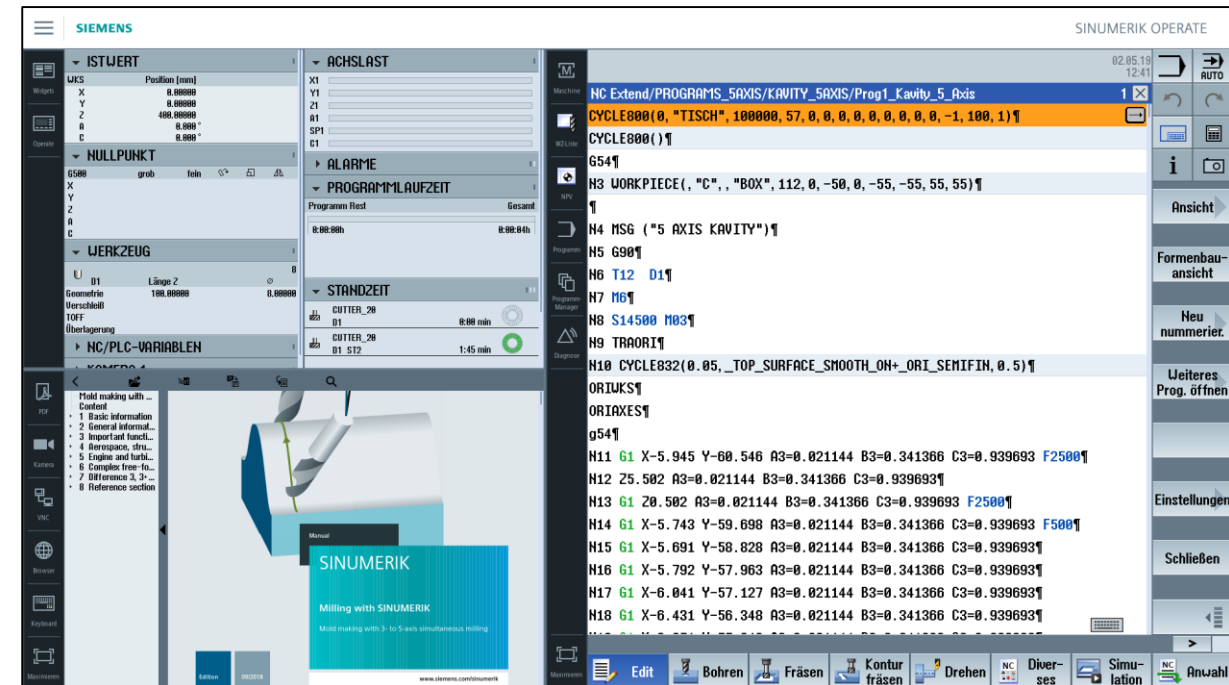 SIEMENS
SINUMERIK OPERATE
Widgets
Operate
ISTWERT
WKS Position [mm]
X 0.00000
Y 0.00000
Z 400.00000
A 0.000 °
C 0.000 °
NULLPUNKT
G500 grob fein
X
Y
Z
A
C
WERKZEUG
0
D1 Länge Z ⌀
Geometrie 100.00000 0.00000
Verschleiß
TOFF
Überlagerung
NC/PLC-VARIABLEN
KAMERA 1
ACHSLAST
X1
Y1
Z1
A1
SP1
C1
ALARME
PROGRAMMLAUFZEIT
Programm Rest Gesamt
0:00:00h 0:00:04h
STANDZEIT
CUTTER_20
D1 0:00 min
CUTTER_20
D1 ST2 1:45 min
PDF
Kamera
VNC
Browser
Keyboard
Maximieren
Mold making with ...
Content
1 Basic information
2 General informat...
3 Important functi...
4 Aerospace, stru...
5 Engine and turbi...
6 Complex free-fo...
7 Difference 3, 3+...
8 Reference section
Manual
SINUMERIK
Milling with SINUMERIK
Mold making with 3- to 5-axis simultaneous milling
Edition 09/2018
www.siemens.com/sinumerik
Maschine
WZ-Liste
NPV
Programm
Programm-
Manager
Diagnose
Maximieren
02.05.19
12:41
NC Extend/PROGRAMS_5AXIS/KAVITY_5AXIS/Prog1_Kavity_5_Axis 1
CYCLE800(0,"TISCH",100000,57,0,0,0,0,0,0,0,0,0,-1,100,1)¶
CYCLE800()¶
G54¶
N3 WORKPIECE(,"C",,"BOX",112,0,-50,0,-55,-55,55,55)¶
¶
N4 MSG ("5 AXIS KAVITY")¶
N5 G90¶
N6 T12 D1¶
N7 M6¶
N8 S14500 M03¶
N9 TRAORI¶
N10 CYCLE832(0.05,_TOP_SURFACE_SMOOTH_ON+_ORI_SEMIFIN,0.5)¶
ORIWKS¶
ORIAXES¶
g54¶
N11 G1 X-5.945 Y-60.546 A3=0.021144 B3=0.341366 C3=0.939693 F2500¶
N12 Z5.502 A3=0.021144 B3=0.341366 C3=0.939693¶
N13 G1 Z0.502 A3=0.021144 B3=0.341366 C3=0.939693 F2500¶
N14 G1 X-5.743 Y-59.698 A3=0.021144 B3=0.341366 C3=0.939693 F500¶
N15 G1 X-5.691 Y-58.828 A3=0.021144 B3=0.341366 C3=0.939693¶
N16 G1 X-5.792 Y-57.963 A3=0.021144 B3=0.341366 C3=0.939693¶
N17 G1 X-6.041 Y-57.127 A3=0.021144 B3=0.341366 C3=0.939693¶
N18 G1 X-6.431 Y-56.348 A3=0.021144 B3=0.341366 C3=0.939693¶
AUTO
Ansicht
Formenbau-
ansicht
Neu
nummerier.
Weiteres
Prog. öffnen
Einstellungen
Schließen
Edit
Bohren
Fräsen
Kontur
fräsen
Drehen
NC
Diver-
ses
Simu-
lation
NC
Anwahl